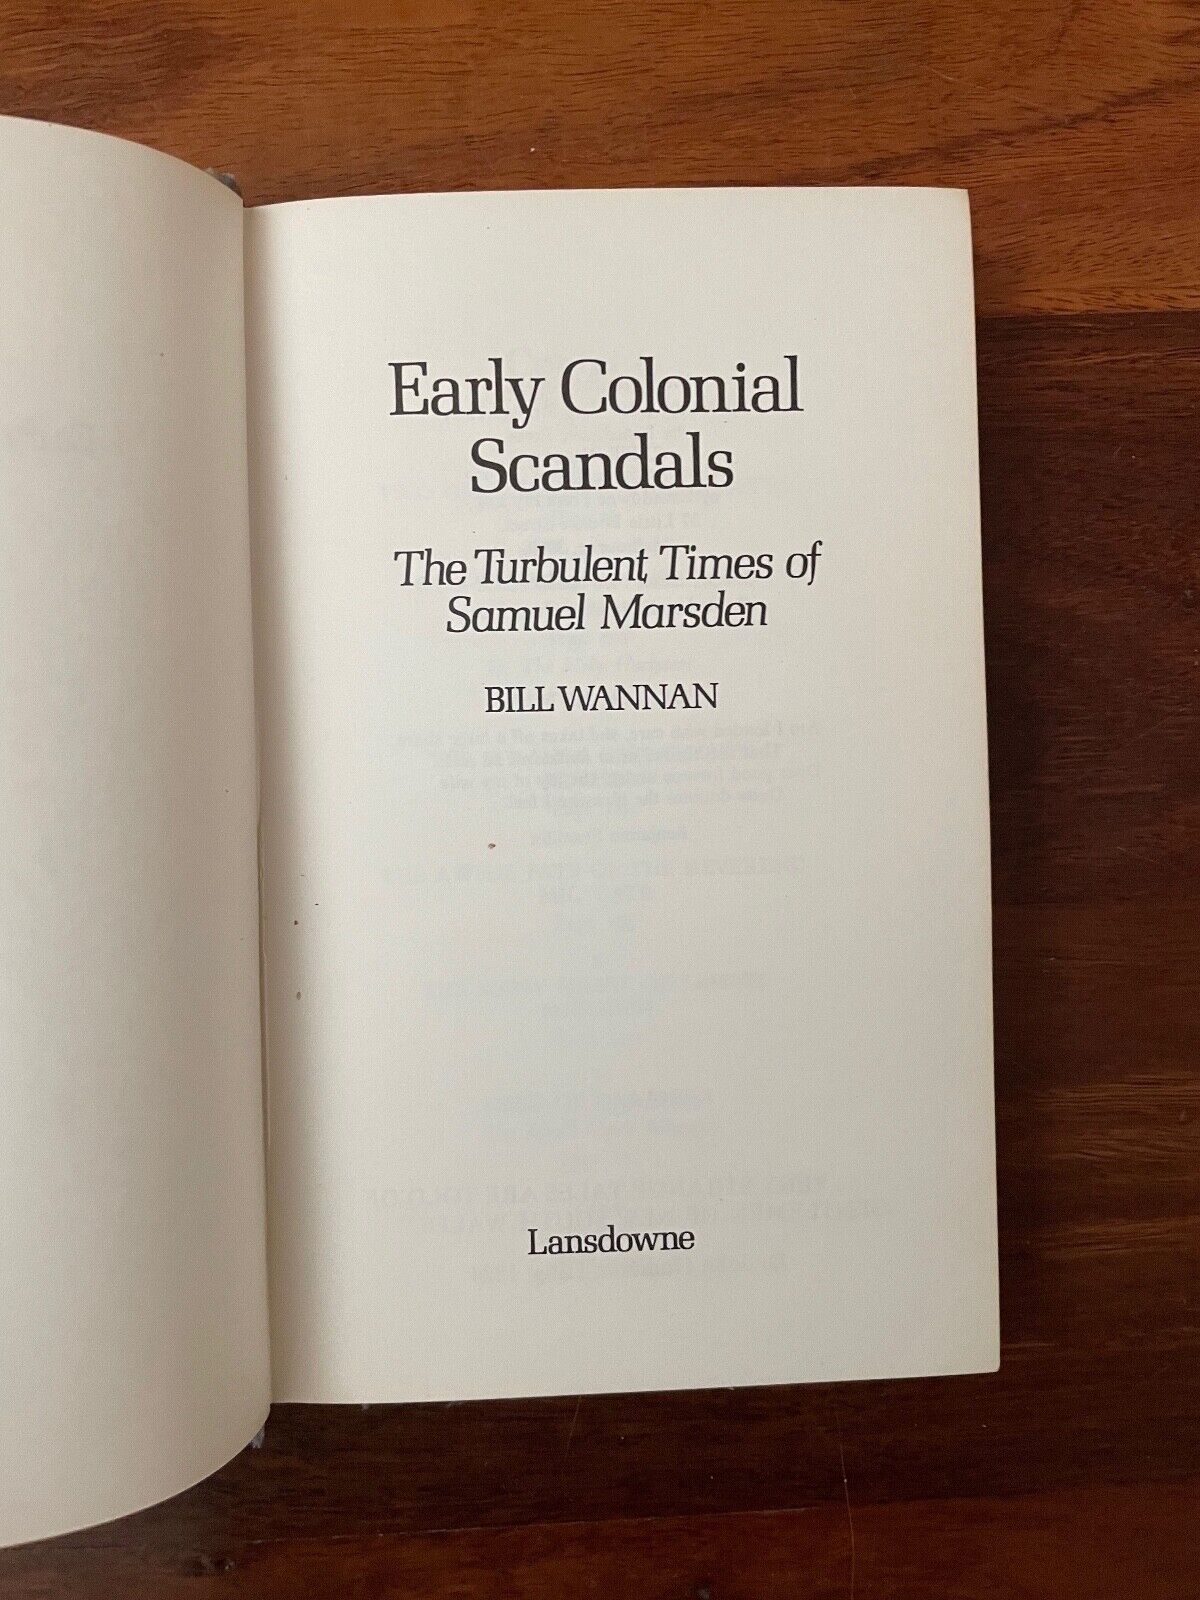 Early Colonial
Scandals
The Turbulent Times of
Samuel Marsden
BILL WANNAN
Lansdowne